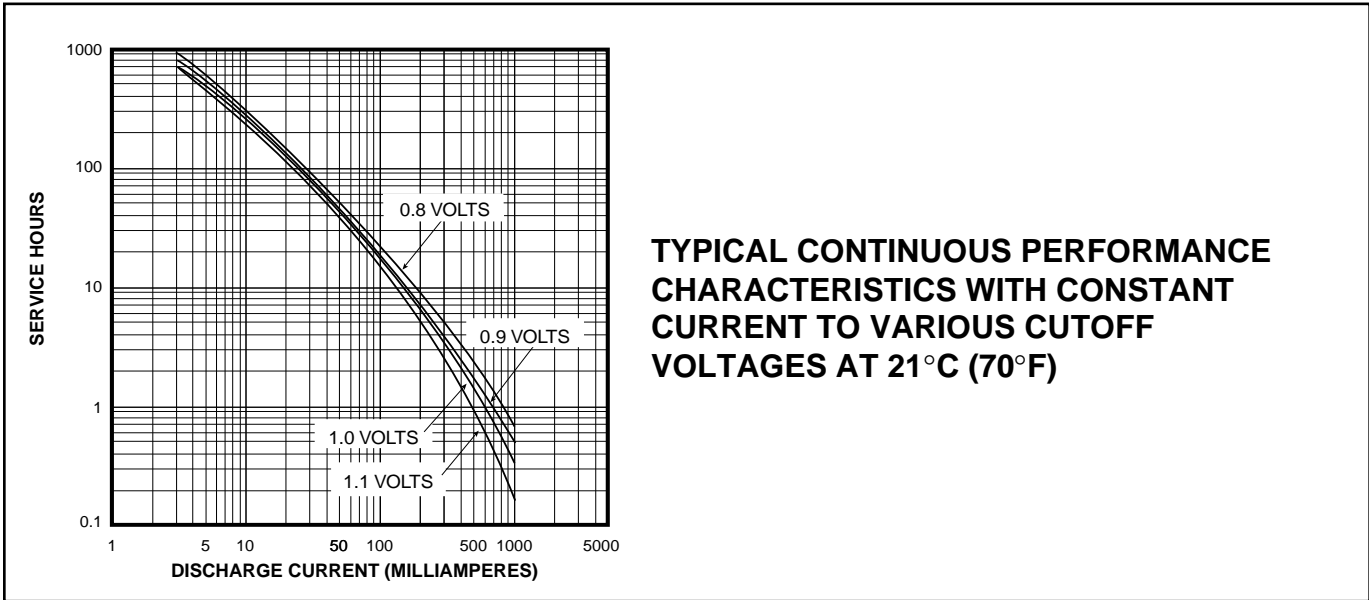 1000
100
10
1
0.1
SERVICE HOURS
0.8 VOLTS
0.9 VOLTS
1.0 VOLTS
1.1 VOLTS
1 5 10 50 100 500 1000 5000
DISCHARGE CURRENT (MILLIAMPERES)
TYPICAL CONTINUOUS PERFORMANCE
CHARACTERISTICS WITH CONSTANT
CURRENT TO VARIOUS CUTOFF
VOLTAGES AT 21°C (70°F)